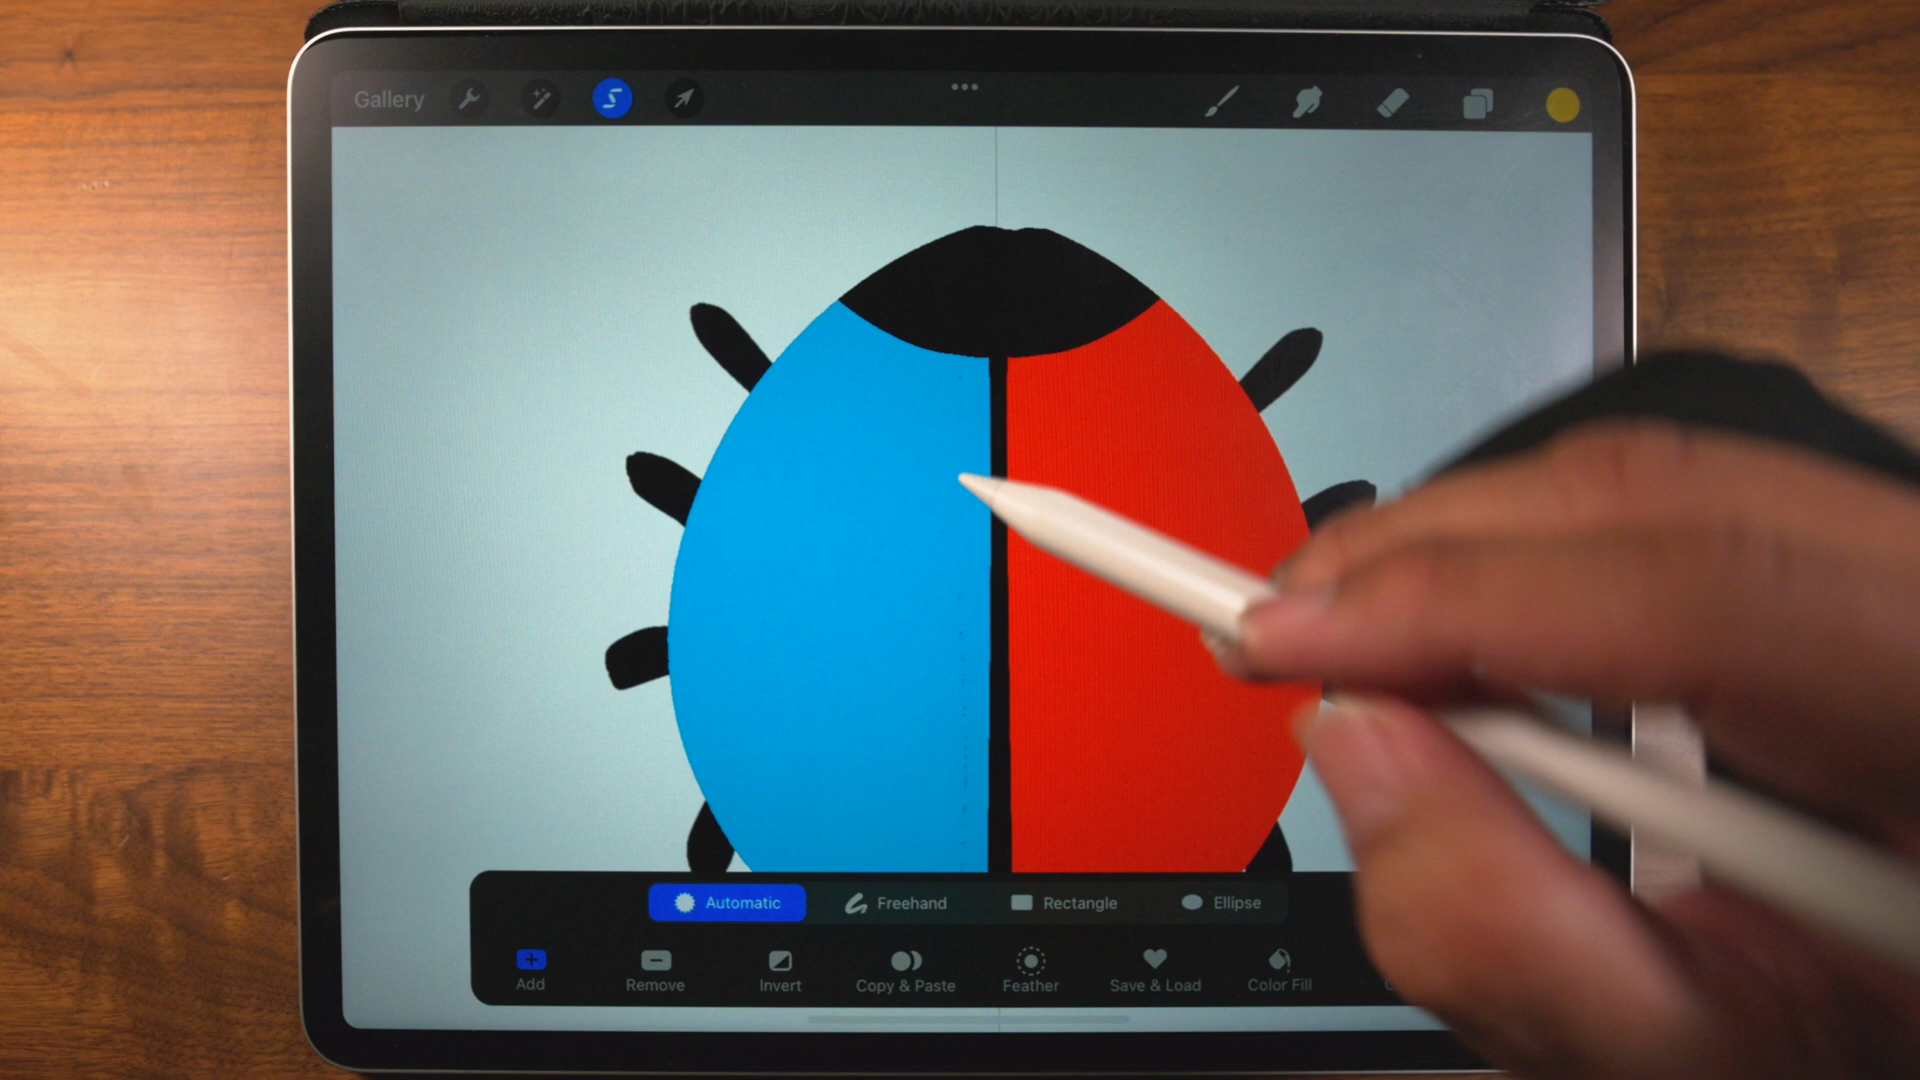 Gallery
Automatic Freehand Rectangle Ellipse
Add Remove Invert Copy & Paste Feather Save & Load Color Fill